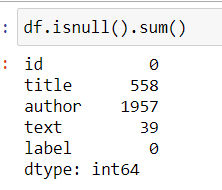 : df.isnull().sum()
: id 0
title 558
author 1957
text 39
label 0
dtype: int64